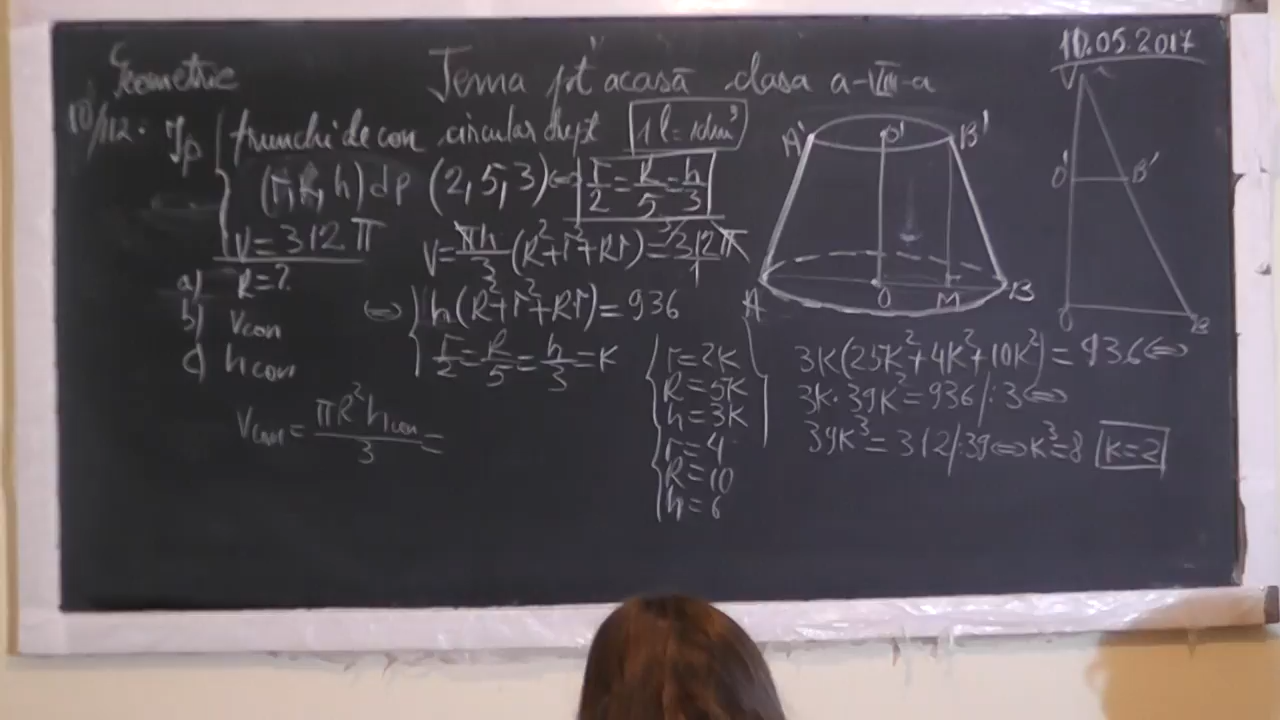 Geometrie Tema pt acasă clasa a-VIII-a 10.05.2017
10/112. Ip { trunchi de con circular drept 1 l = 1dm³
(r, R, h) dp (2, 5, 3) ⇔ r/2 = R/5 = h/3
V = 312π
a) R = ?
b) Vcon
c) hcon
V = πh/3 (R² + r² + Rr) = 312π
⇔ { h(R² + r² + R·r) = 936
r/2 = R/5 = h/3 = K
{ r = 2K
R = 5K
h = 3K
{ r = 4
R = 10
h = 6
Vcon = πR²hcon/3 =
A' O' B'
A O M B
V
O' B'
O B
3K(25K² + 4K² + 10K²) = 936 ⇔
3K · 39K² = 936 /:3 ⇔
39K³ = 312 /:39 ⇔ K³ = 8 K = 2